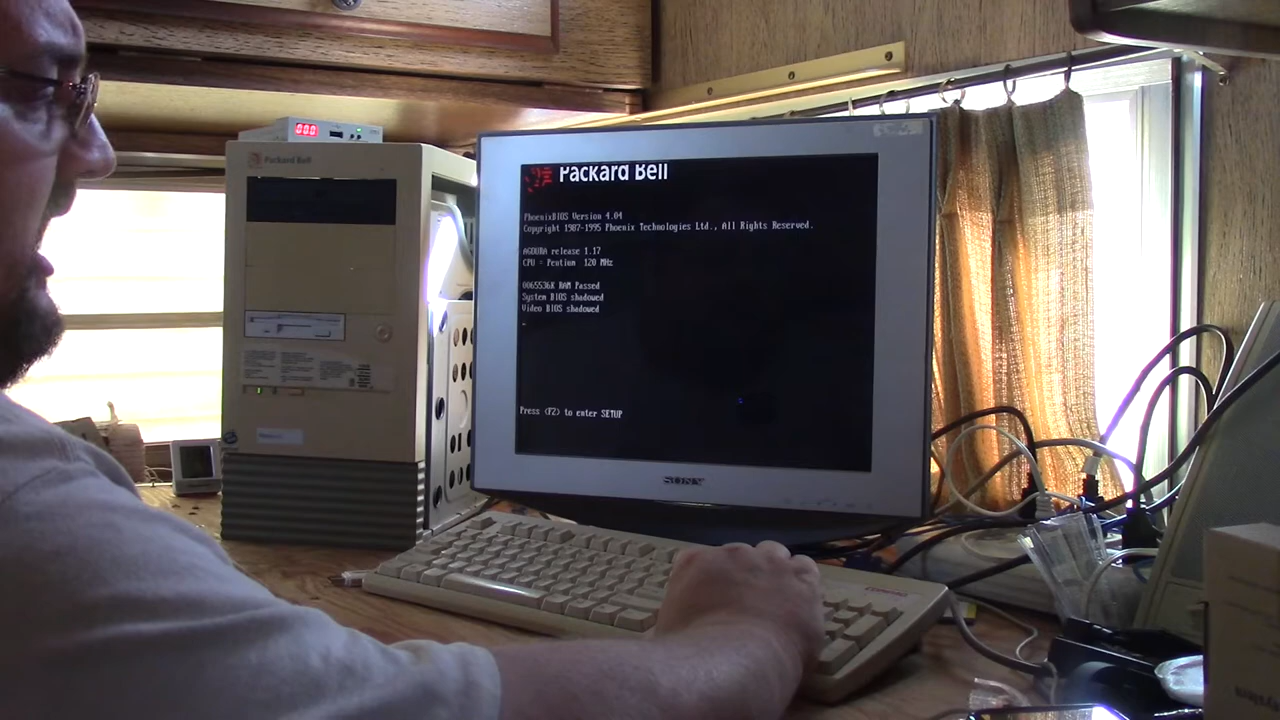 000
Packard Bell
Packard Bell
PhoenixBIOS Version 4.04
Copyright 1987-1995 Phoenix Technologies Ltd., All Rights Reserved.
AGOURA release 1.17
CPU = Pentium 120 MHz
0065536K RAM Passed
System BIOS shadowed
Video BIOS shadowed
Press <F2> to enter SETUP
SONY